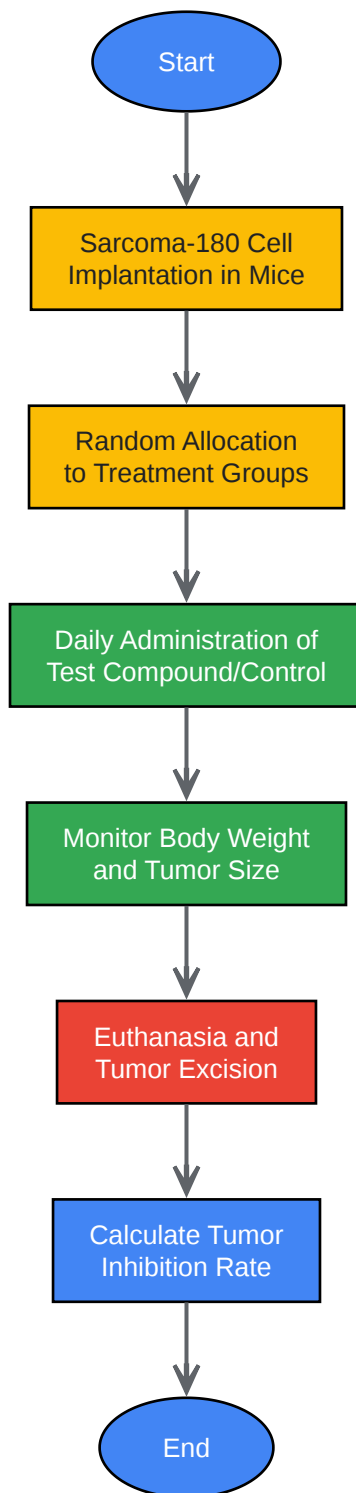 Start
Sarcoma-180 Cell
Implantation in Mice
Random Allocation
to Treatment Groups
Daily Administration of
Test Compound/Control
Monitor Body Weight
and Tumor Size
Euthanasia and
Tumor Excision
Calculate Tumor
Inhibition Rate
End